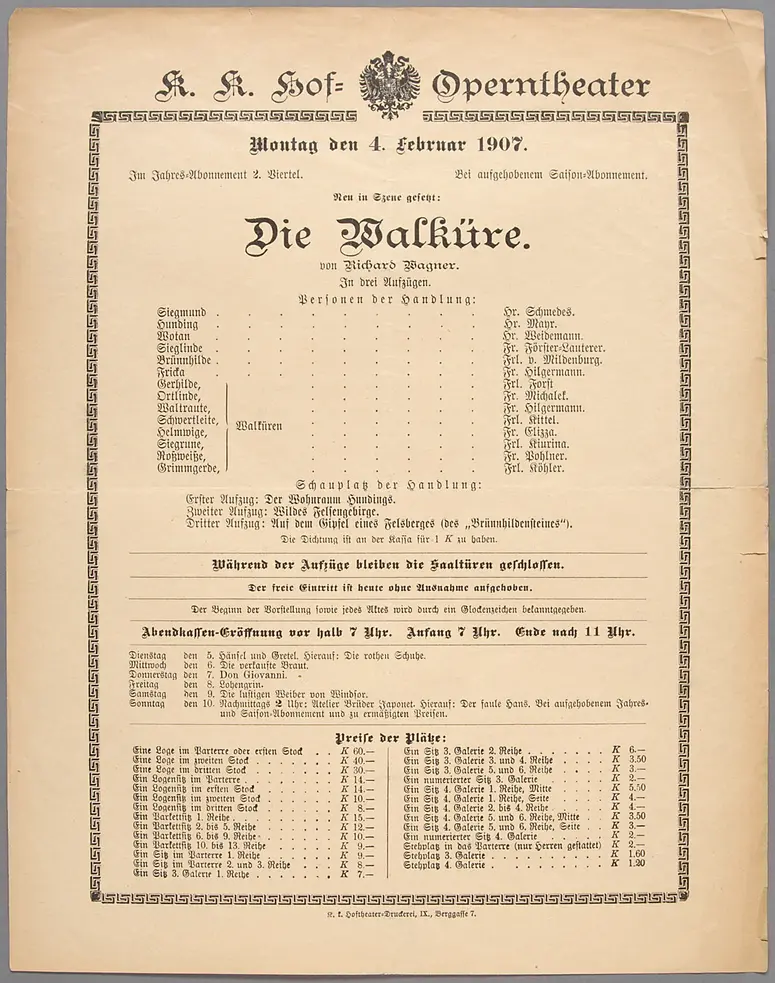 K. K. Hof= Operntheater
Montag den 4. Februar 1907.
Im Jahres=Abonnement 2. Viertel. Bei aufgehobenem Saison=Abonnement.
Neu in Szene gesetzt:
Die Walküre.
von Richard Wagner.
In drei Aufzügen.
Personen der Handlung:
Siegmund . . . . . . . . . . Hr. Schmedes.
Hunding . . . . . . . . . . Hr. Mayr.
Wotan . . . . . . . . . . Hr. Weidemann.
Sieglinde . . . . . . . . . . Fr. Förster=Lauterer.
Brünnhilde . . . . . . . . . . Frl. v. Mildenburg.
Fricka . . . . . . . . . . Fr. Hilgermann.
Gerhilde, . . . . . . Frl. Forst
Ortlinde, . . . . . . Fr. Michalek.
Waltraute, . . . . . . Fr. Hilgermann.
Schwertleite, . . . . . . Frl. Kittel.
Walküren
Helmwige, . . . . . . Fr. Elizza.
Siegrune, . . . . . . Frl. Kiurina.
Roßweiße, . . . . . . Fr. Pohlner.
Grimmgerde, . . . . . . Frl. Köhler.
Schauplatz der Handlung:
Erster Aufzug: Der Wohnraum Hundings.
Zweiter Aufzug: Wildes Felsengebirge.
Dritter Aufzug: Auf dem Gipfel eines Felsberges (des „Brünnhildensteines").
Die Dichtung ist an der Kassa für 1 K zu haben.
Während der Aufzüge bleiben die Saaltüren geschlossen.
Der freie Eintritt ist heute ohne Ausnahme aufgehoben.
Der Beginn der Vorstellung sowie jedes Aktes wird durch ein Glockenzeichen bekanntgegeben.
Abendkassen=Eröffnung vor halb 7 Uhr. Anfang 7 Uhr. Ende nach 11 Uhr.
Dienstag den 5. Hänsel und Gretel. Hierauf: Die rothen Schuhe.
Mittwoch den 6. Die verkaufte Braut.
Donnerstag den 7. Don Giovanni.
Freitag den 8. Lohengrin.
Samstag den 9. Die lustigen Weiber von Windsor.
Sonntag den 10. Nachmittags 2 Uhr: Atelier Brüder Japonet. Hierauf: Der faule Hans. Bei aufgehobenem Jahres=
und Saison=Abonnement und zu ermäßigten Preisen.
Preise der Plätze:
Eine Loge im Parterre oder ersten Stock . . K 60.—
Eine Loge im zweiten Stock . . . . . . . K 40.—
Eine Loge im dritten Stock . . . . . . . K 30.—
Ein Logensitz im Parterre . . . . . . . K 14.—
Ein Logensitz im ersten Stock . . . . . . K 14.—
Ein Logensitz im zweiten Stock . . . . . K 10.—
Ein Logensitz im dritten Stock . . . . . K 8.—
Ein Parkettsitz 1. Reihe . . . . . . . . K 15.—
Ein Parkettsitz 2. bis 5. Reihe . . . . . K 12.—
Ein Parkettsitz 6. bis 9. Reihe . . . . . K 10.—
Ein Parkettsitz 10. bis 13. Reihe . . . . K 9.—
Ein Sitz im Parterre 1. Reihe . . . . . . K 9.—
Ein Sitz im Parterre 2. und 3. Reihe . . . K 8.—
Ein Sitz 3. Galerie 1. Reihe . . . . . . K 7.—
Ein Sitz 3. Galerie 2. Reihe . . . . . . . K 6.—
Ein Sitz 3. Galerie 3. und 4. Reihe . . . . K 3.50
Ein Sitz 3. Galerie 5. und 6. Reihe . . . . K 3.—
Ein numerierter Sitz 3. Galerie . . . . . K 2.—
Ein Sitz 4. Galerie 1. Reihe, Mitte . . . . K 5.50
Ein Sitz 4. Galerie 1. Reihe, Seite . . . . K 4.—
Ein Sitz 4. Galerie 2. bis 4. Reihe . . . . K 4.—
Ein Sitz 4. Galerie 5. und 6. Reihe, Mitte . . K 3.50
Ein Sitz 4. Galerie 5. und 6. Reihe, Seite . . K 3.—
Ein numerierter Sitz 4. Galerie . . . . . K 2.—
Stehplatz in das Parterre (nur Herren gestattet) K 2.—
Stehplatz 3. Galerie . . . . . . . . . K 1.60
Stehplatz 4. Galerie . . . . . . . . . K 1.20
K. k. Hoftheater=Druckerei, IX., Berggasse 7.